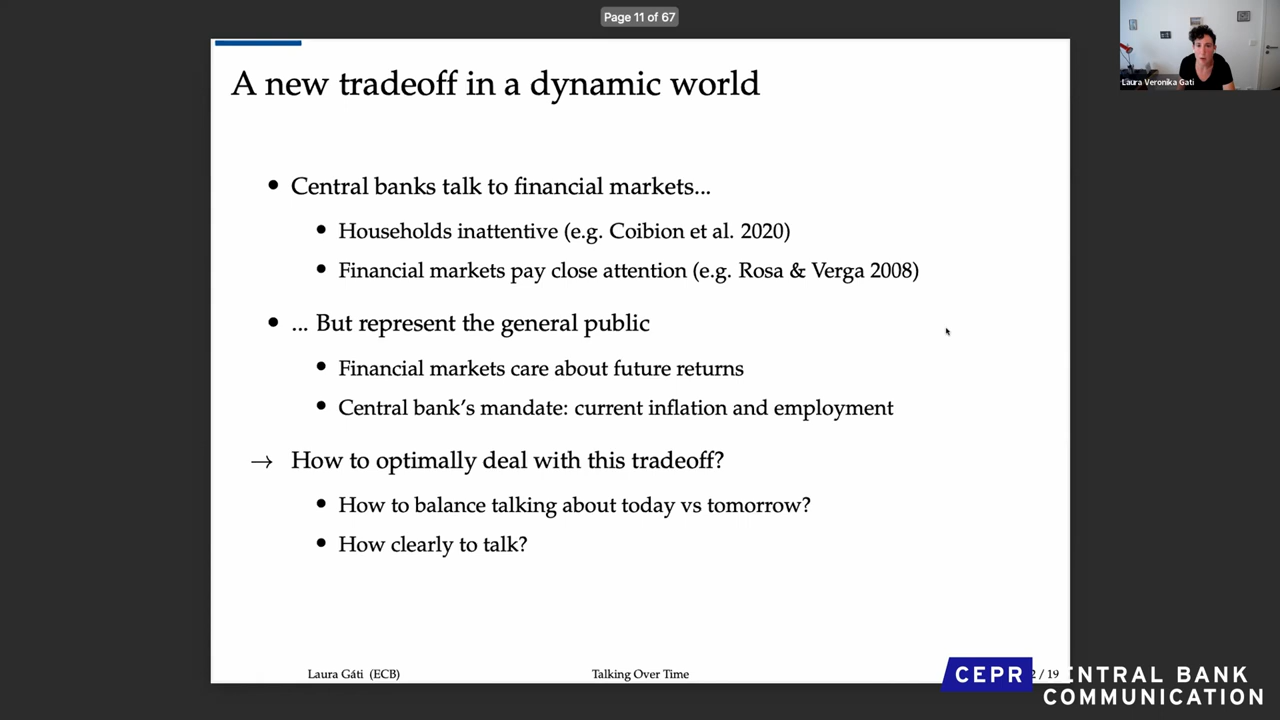 Page 11 of 67
Laura Veronika Gati
A new tradeoff in a dynamic world
• Central banks talk to financial markets...
• Households inattentive (e.g. Coibion et al. 2020)
• Financial markets pay close attention (e.g. Rosa & Verga 2008)
• ... But represent the general public
• Financial markets care about future returns
• Central bank's mandate: current inflation and employment
→ How to optimally deal with this tradeoff?
• How to balance talking about today vs tomorrow?
• How clearly to talk?
Laura Gáti (ECB) Talking Over Time 2 / 19
CEPR ENTRAL BANK
COMMUNICATION